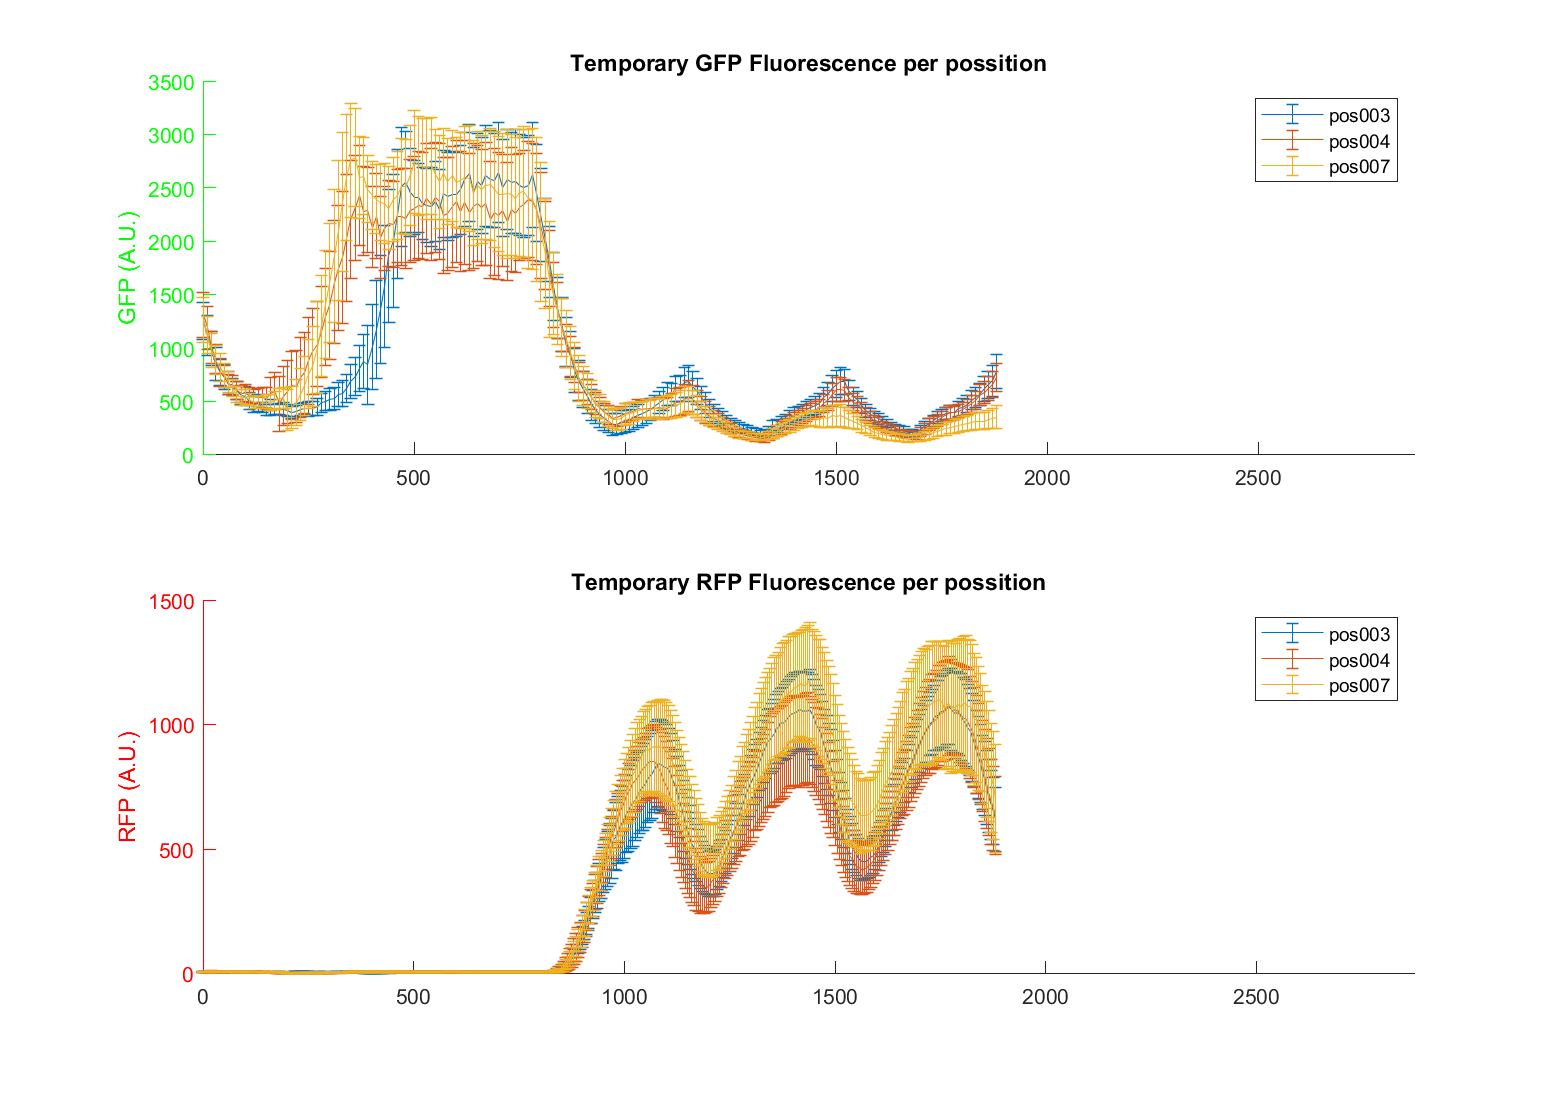 Temporary GFP Fluorescence per possition
3500
3000
2500
2000
1500
1000
500
0
GFP (A.U.)
0 500 1000 1500 2000 2500
pos003
pos004
pos007
Temporary RFP Fluorescence per possition
1500
1000
500
0
RFP (A.U.)
0 500 1000 1500 2000 2500
pos003
pos004
pos007